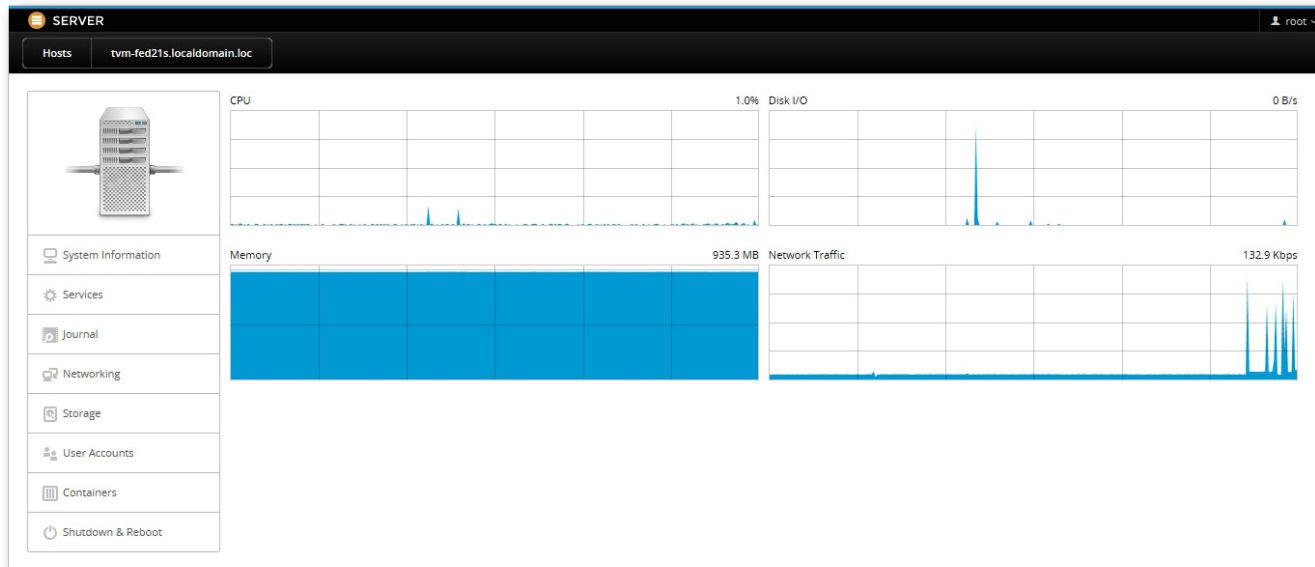 SERVER
root
Hosts
tvm-fed21s.localdomain.loc
CPU 1.0%
Disk I/O 0 B/s
System Information
Memory 935.3 MB
Network Traffic 132.9 Kbps
Services
Journal
Networking
Storage
User Accounts
Containers
Shutdown & Reboot